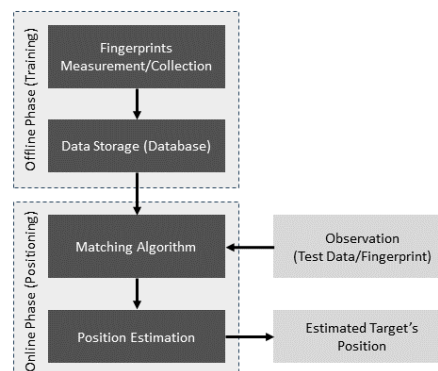 Offline Phase (Training)
Fingerprints
Measurement/Collection
Data Storage (Database)
Online Phase (Positioning)
Matching Algorithm
Observation
(Test Data/Fingerprint)
Position Estimation
Estimated Target's
Position